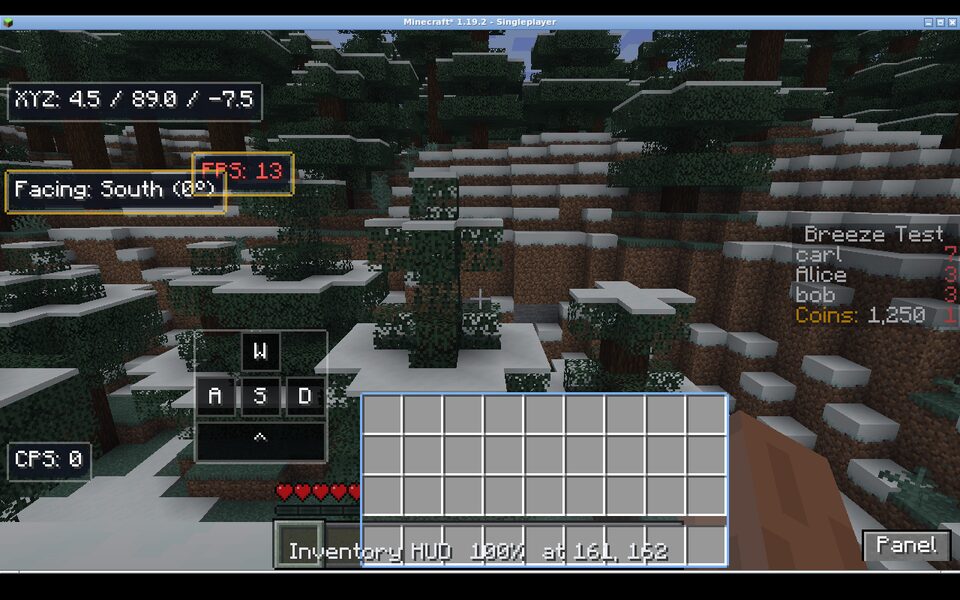 Minecraft* 1.19.2 - Singleplayer
XYZ: 4.5 / 89.0 / -7.5
FPS: 13
Facing: South (0°)
Breeze Test
carl 7
Alice 3
bob 3
Coins: 1,250 1
W
A S D
^
CPS: 0
Inventory HUD 100% at 161, 162
Panel